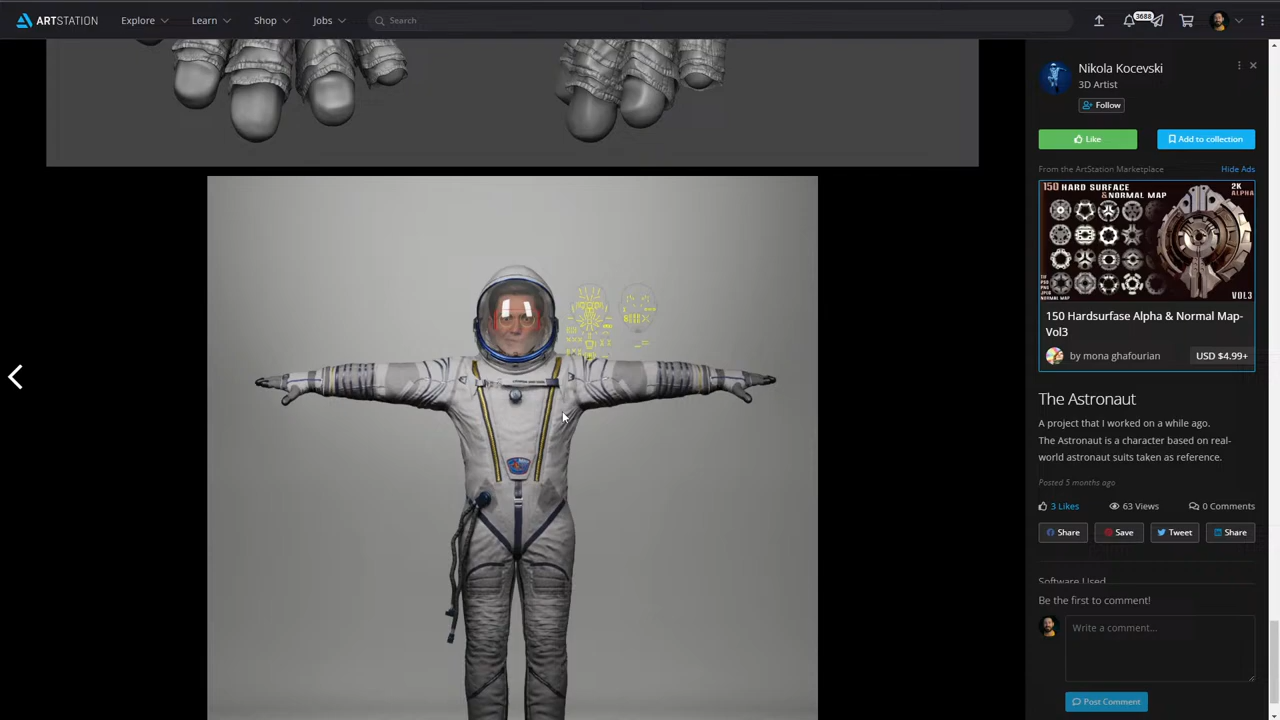 ARTSTATION
Explore
Learn
Shop
Jobs
Search
3688
Nikola Kocevski
3D Artist
Follow
Like
Add to collection
From the ArtStation Marketplace
Hide Ads
150 HARD SURFACE
& NORMAL MAP
2K
ALPHA
VOL3
150 Hardsurfase Alpha & Normal Map-
Vol3
by mona ghafourian
USD $4.99+
The Astronaut
A project that I worked on a while ago.
The Astronaut is a character based on real-
world astronaut suits taken as reference.
Posted 5 months ago
3 Likes
63 Views
0 Comments
Share
Save
Tweet
Share
Software Used
Be the first to comment!
Write a comment...
Post Comment